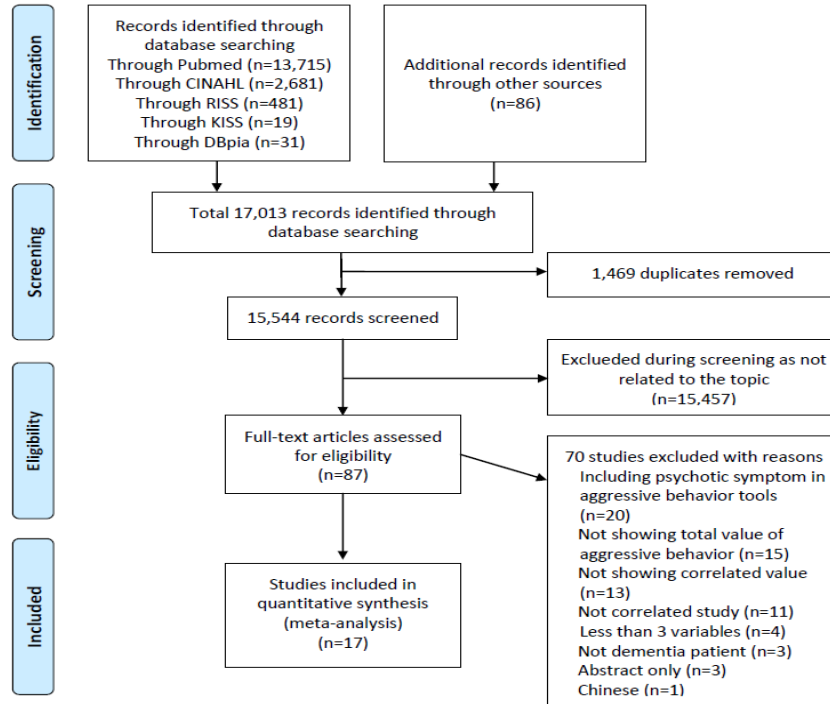 Identification
Records identified through
database searching
Through Pubmed (n=13,715)
Through CINAHL (n=2,681)
Through RISS (n=481)
Through KISS (n=19)
Through DBpia (n=31)
Additional records identified
through other sources
(n=86)
Screening
Total 17,013 records identified through
database searching
1,469 duplicates removed
15,544 records screened
Exclueded during screening as not
related to the topic
(n=15,457)
Eligibility
Full-text articles assessed
for eligibility
(n=87)
70 studies excluded with reasons
Including psychotic symptom in
aggressive behavior tools
(n=20)
Not showing total value of
aggressive behavior (n=15)
Not showing correlated value
(n=13)
Not correlated study (n=11)
Less than 3 variables (n=4)
Not dementia patient (n=3)
Abstract only (n=3)
Chinese (n=1)
Included
Studies included in
quantitative synthesis
(meta-analysis)
(n=17)